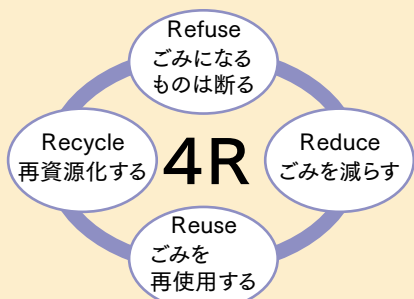 Refuse
ごみになる
ものは断る
Recycle
再資源化する
4R
Reduce
ごみを減らす
Reuse
ごみを
再使用する